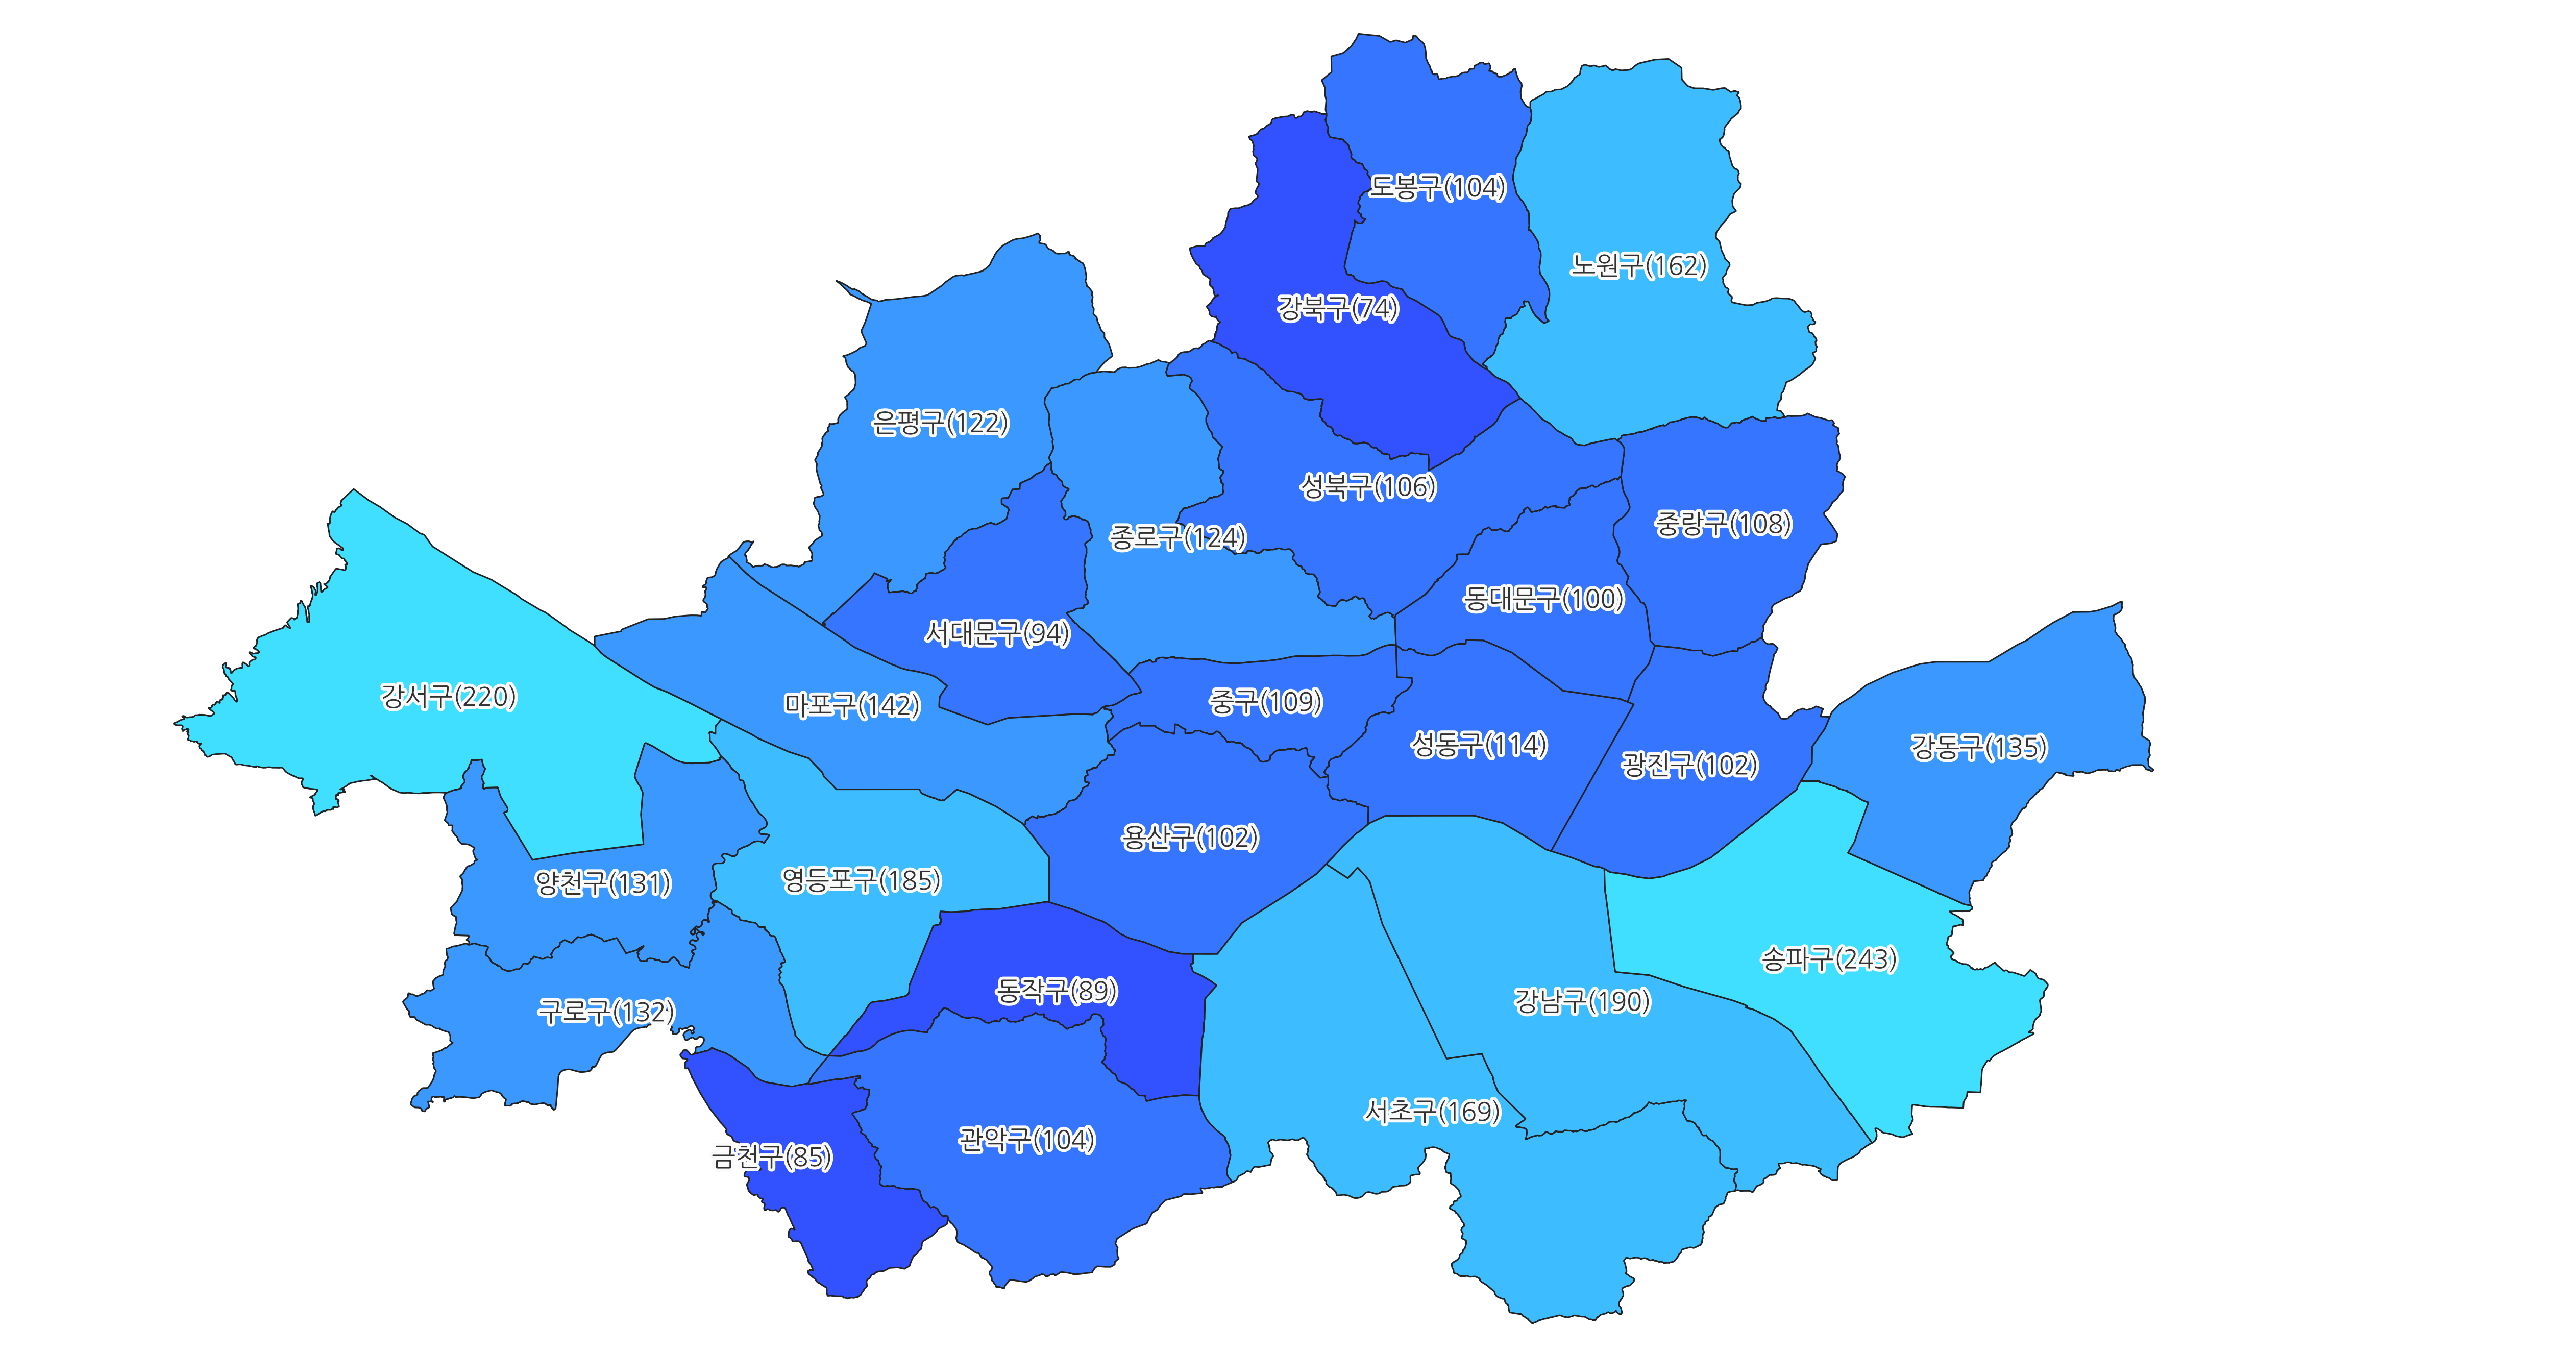 도봉구(104)
노원구(162)
강북구(74)
은평구(122)
성북구(106)
중랑구(108)
종로구(124)
동대문구(100)
서대문구(94)
강서구(220)
마포구(142)
중구(109)
성동구(114)
강동구(135)
광진구(102)
용산구(102)
양천구(131)
영등포구(185)
송파구(243)
동작구(89)
강남구(190)
구로구(132)
서초구(169)
관악구(104)
금천구(85)